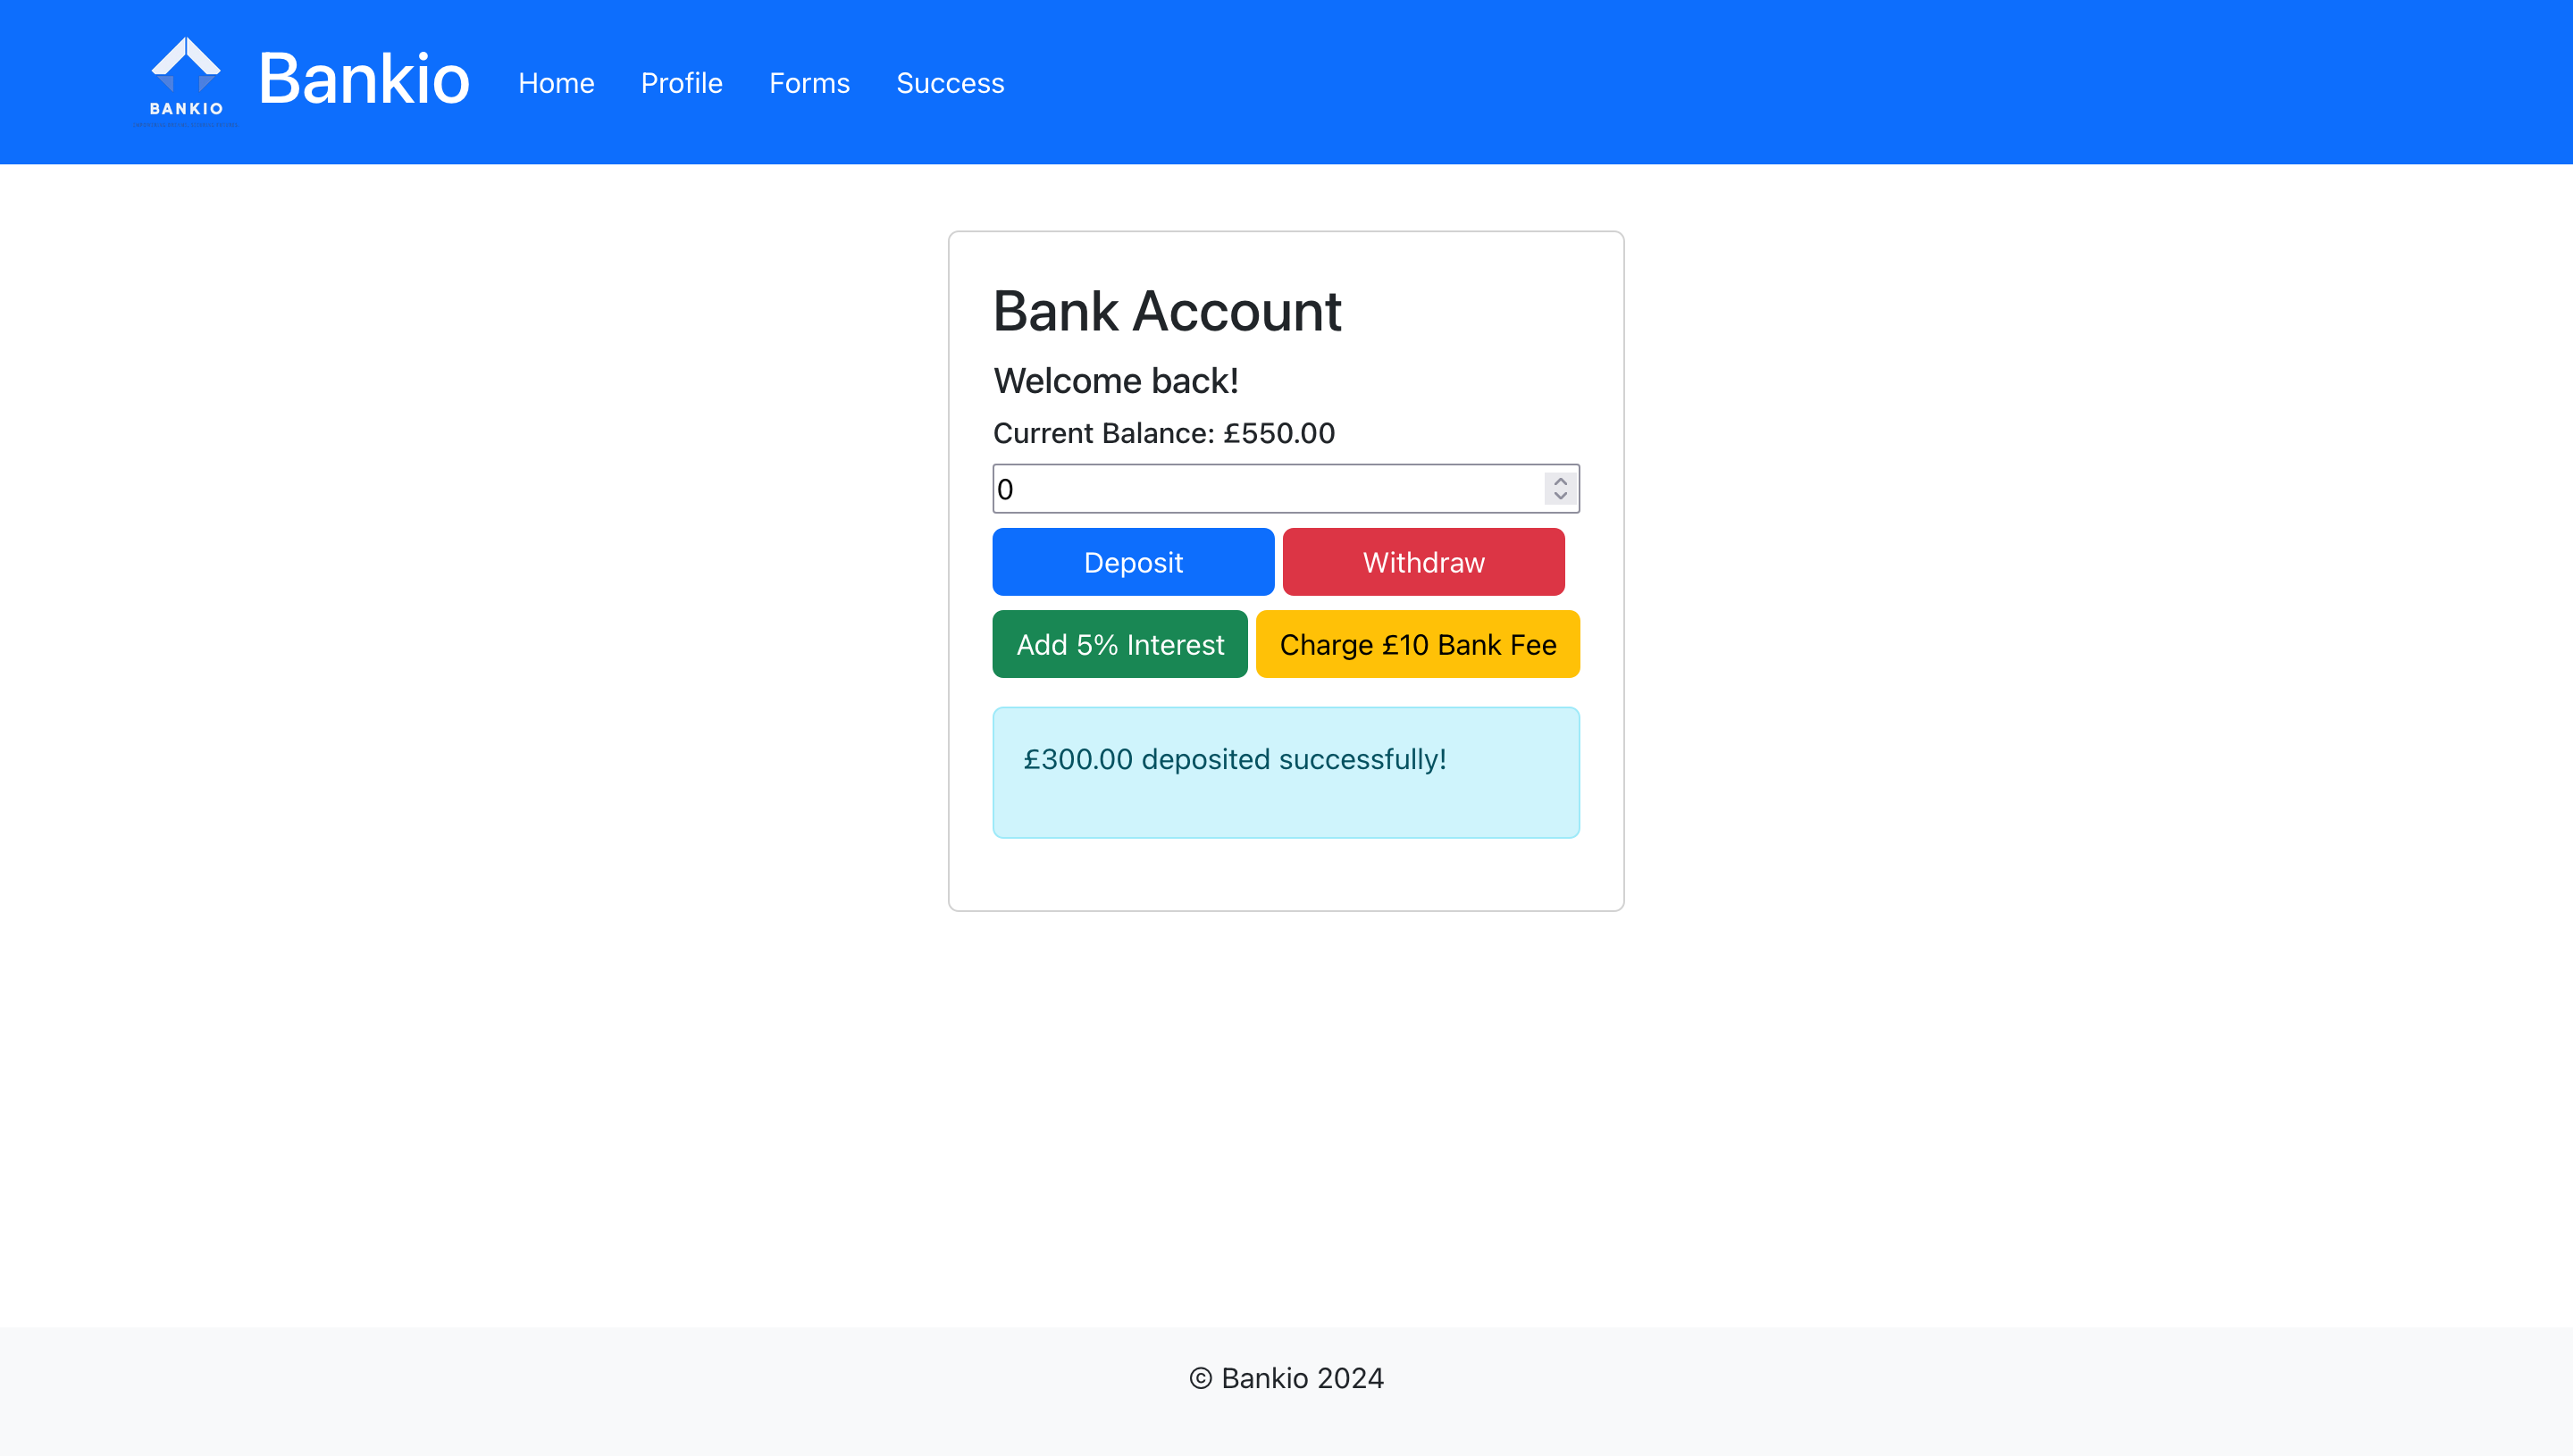 BANKIO
Bankio Home Profile Forms Success
Bank Account
Welcome back!
Current Balance: £550.00
0
Deposit Withdraw
Add 5% Interest Charge £10 Bank Fee
£300.00 deposited successfully!
© Bankio 2024